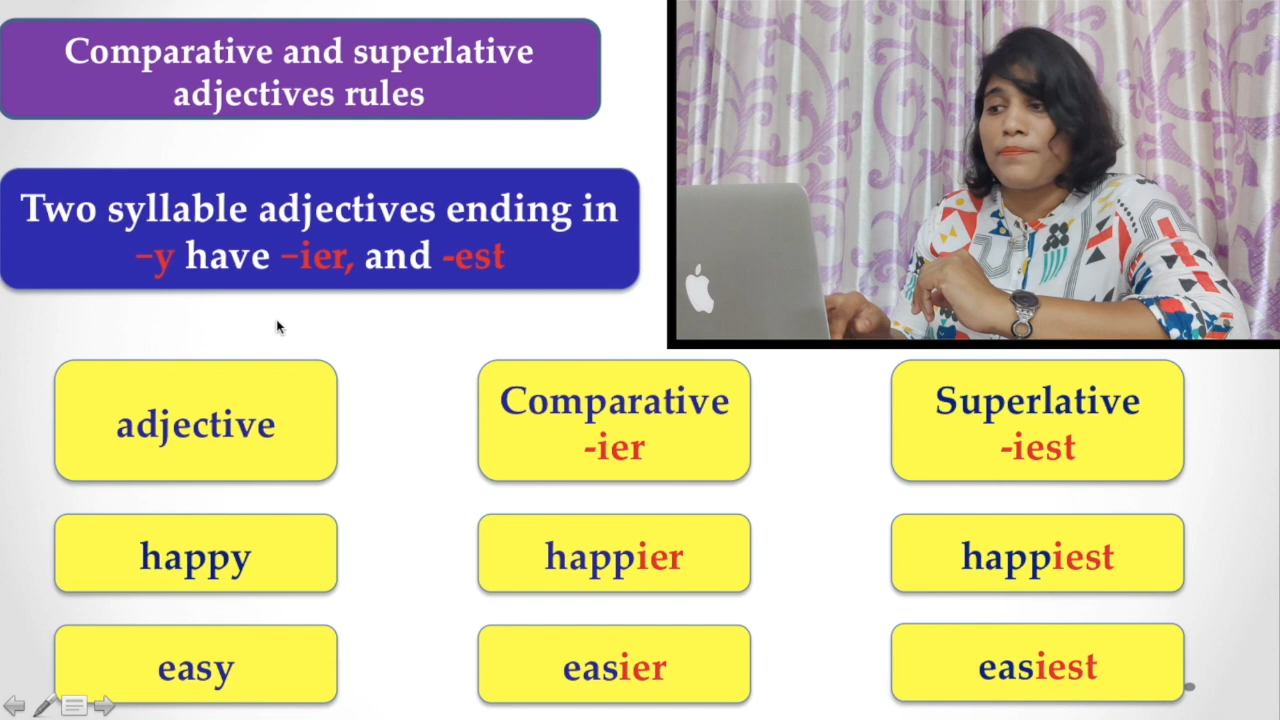 Comparative and superlative
adjectives rules
Two syllable adjectives ending in
–y have –ier, and -est
adjective
Comparative
-ier
Superlative
-iest
happy
happier
happiest
easy
easier
easiest